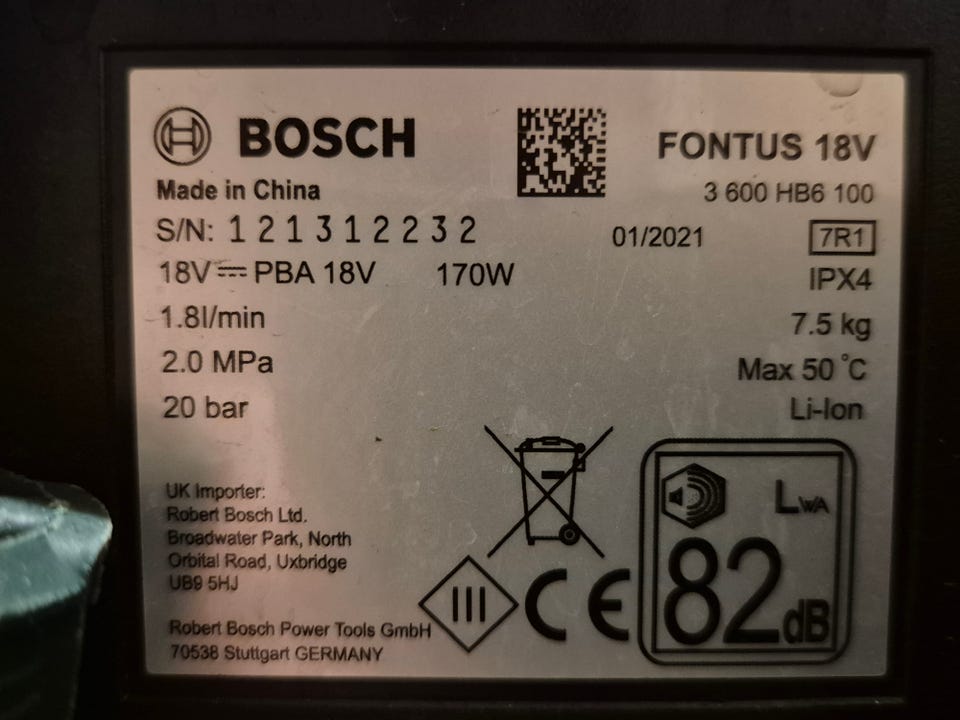 BOSCH
FONTUS 18V
Made in China
3 600 HB6 100
S/N: 121312232
01/2021
7R1
18V⎓ PBA 18V 170W
IPX4
1.8l/min
7.5 kg
2.0 MPa
Max 50 °C
20 bar
Li-Ion
UK Importer:
Robert Bosch Ltd.
Broadwater Park, North
Orbital Road, Uxbridge
UB9 5HJ
Robert Bosch Power Tools GmbH
70538 Stuttgart GERMANY
III
CE
LWA
82dB